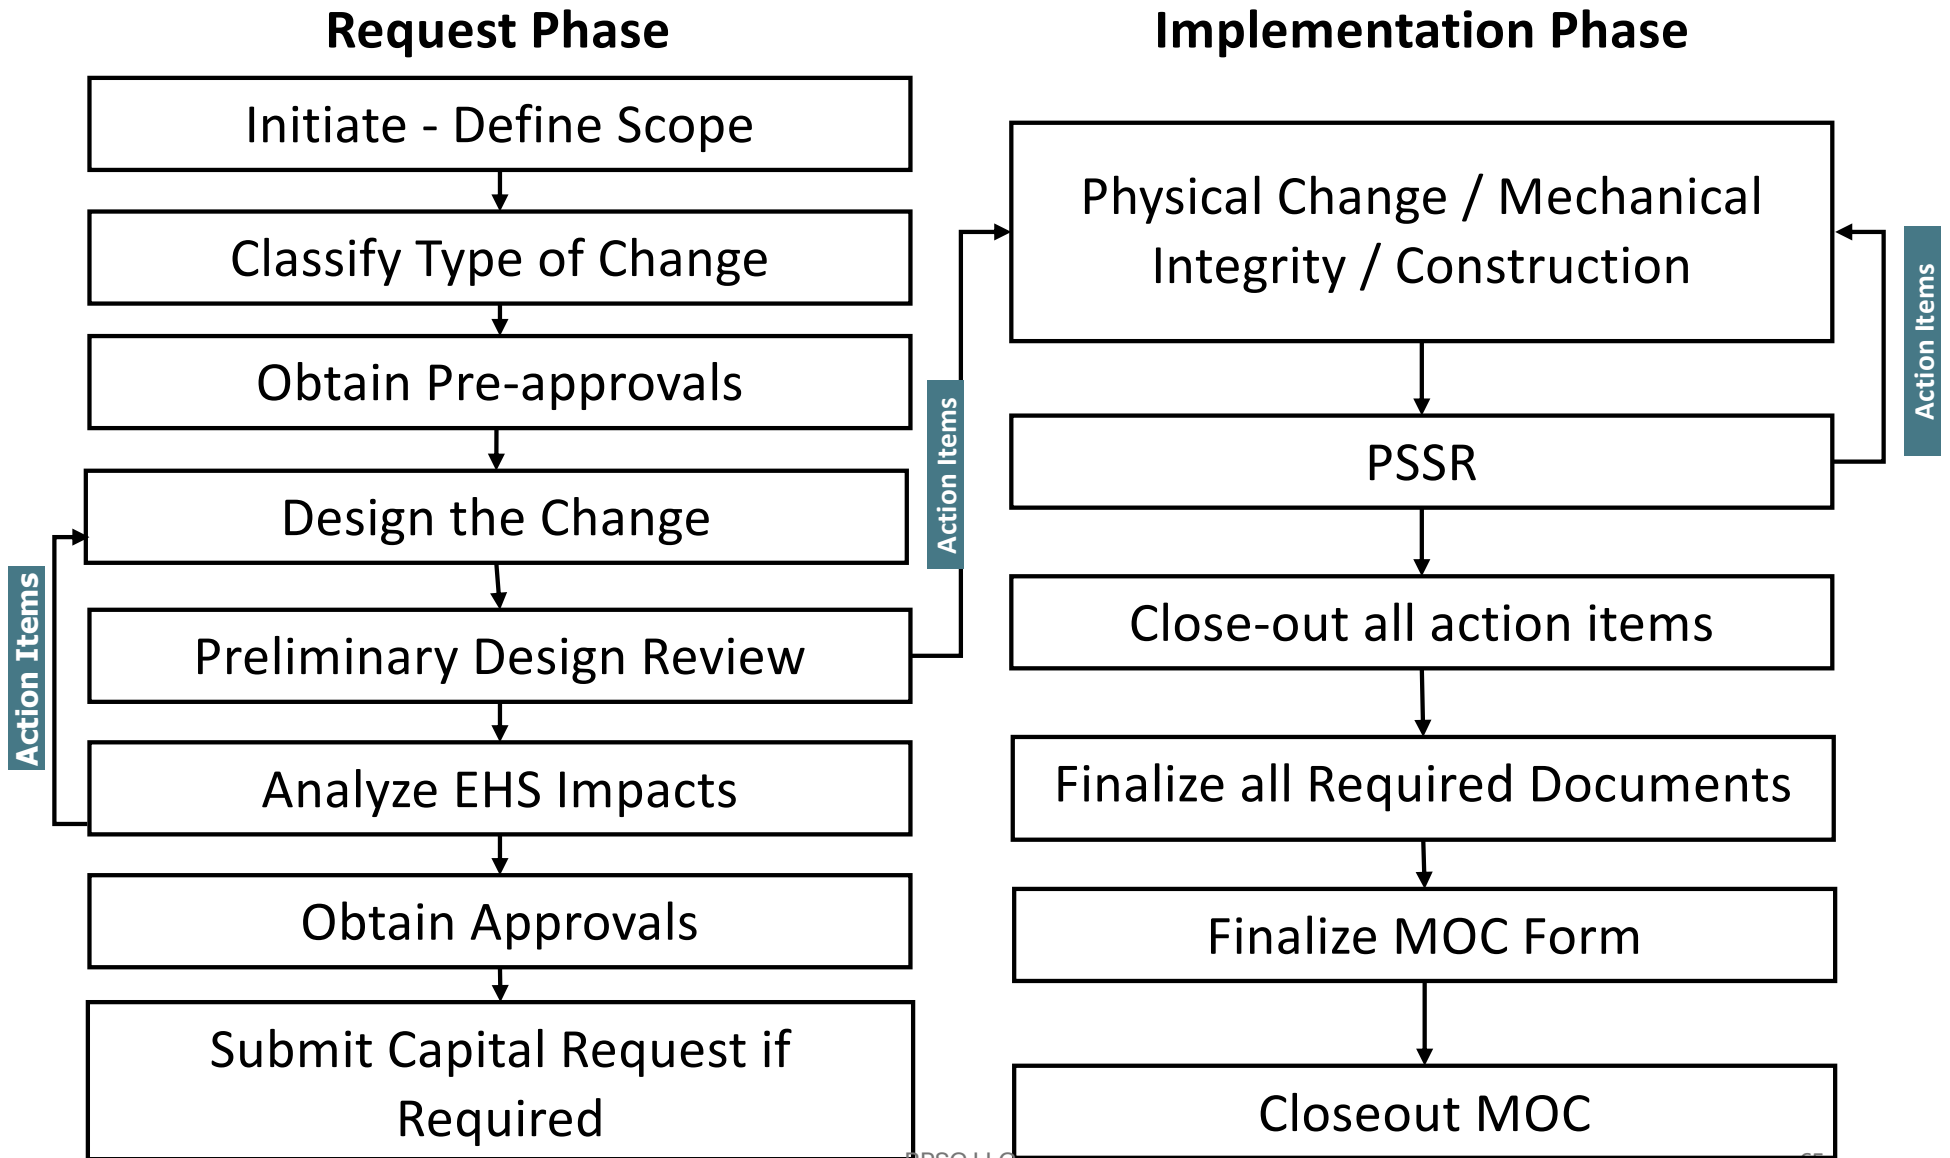 Request Phase
Initiate - Define Scope
Classify Type of Change
Obtain Pre-approvals
Design the Change
Preliminary Design Review
Analyze EHS Impacts
Obtain Approvals
Submit Capital Request if
Required
Action Items
Action Items
Implementation Phase
Physical Change / Mechanical
Integrity / Construction
PSSR
Close-out all action items
Finalize all Required Documents
Finalize MOC Form
Closeout MOC
Action Items